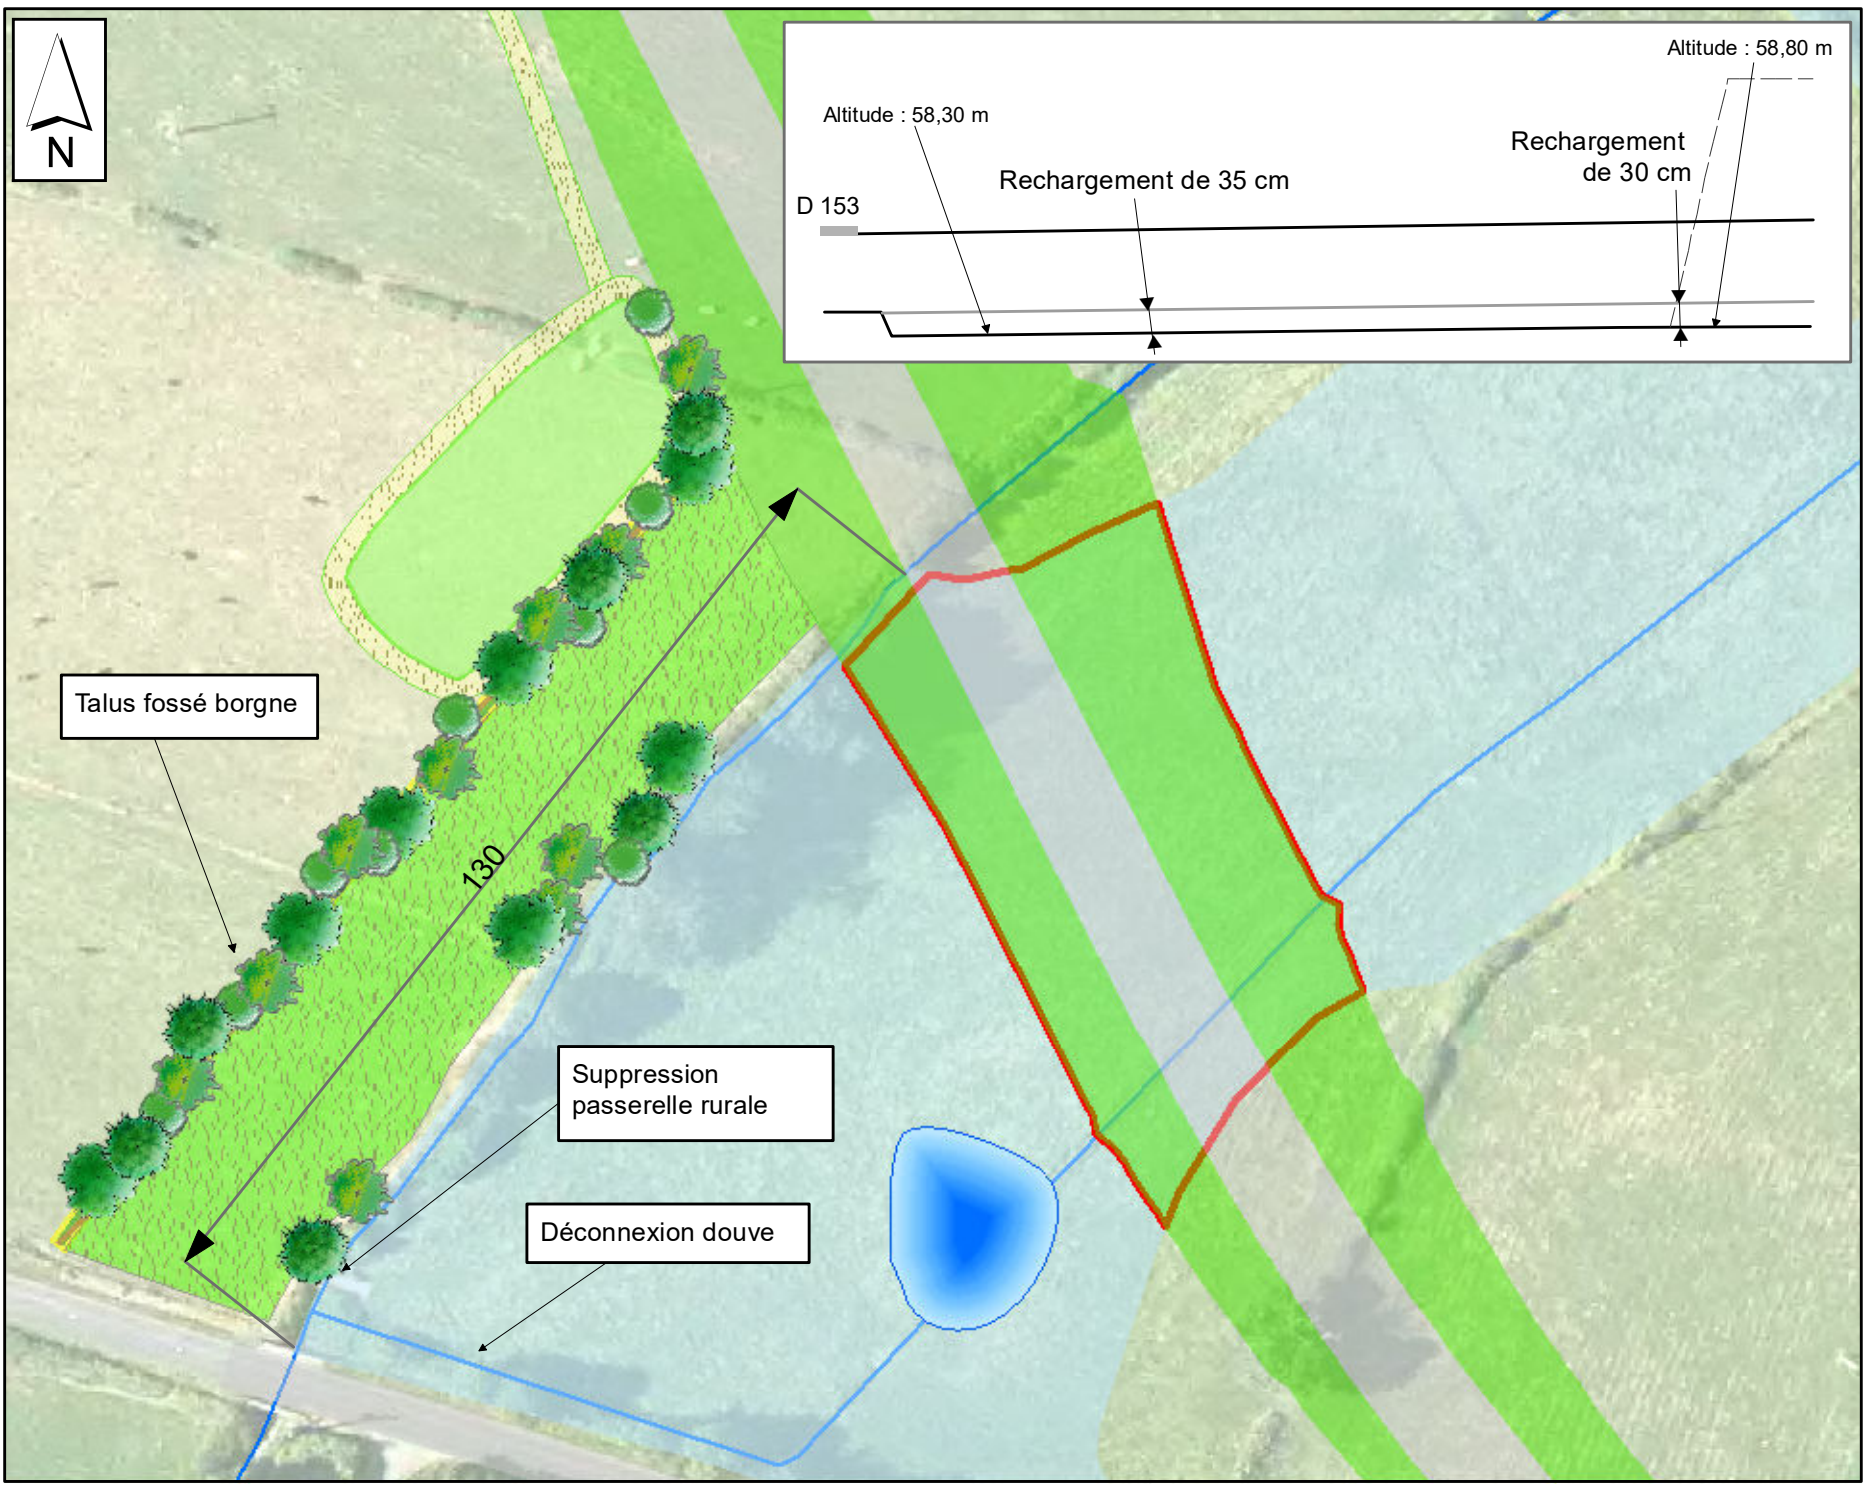 N
Altitude : 58,80 m
Altitude : 58,30 m
Rechargement
de 30 cm
Rechargement de 35 cm
D 153
Talus fossé borgne
130
Suppression
passerelle rurale
Déconnexion douve